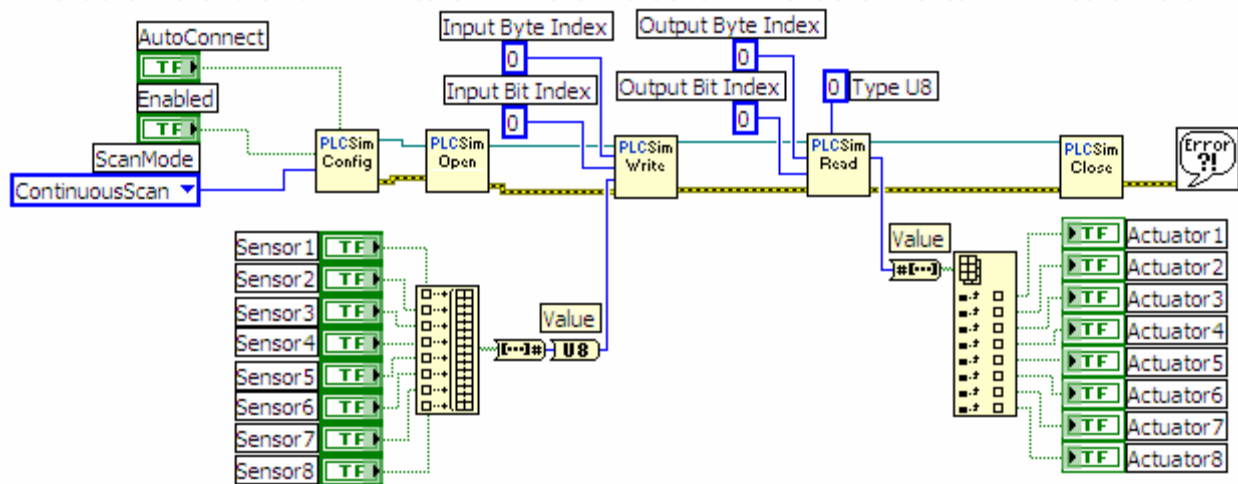 AutoConnect
TF
Enabled
TF
ScanMode
ContinuousScan
Input Byte Index
0
Input Bit Index
0
Output Byte Index
0
Output Bit Index
0
0 Type U8
PLCSim
Config
PLCSim
Open
PLCSim
Write
PLCSim
Read
PLCSim
Close
Error
?!
Sensor1 TF
Sensor2 TF
Sensor3 TF
Sensor4 TF
Sensor5 TF
Sensor6 TF
Sensor7 TF
Sensor8 TF
Value
[...]# U8
Value
#[...]
TF Actuator1
TF Actuator2
TF Actuator3
TF Actuator4
TF Actuator5
TF Actuator6
TF Actuator7
TF Actuator8